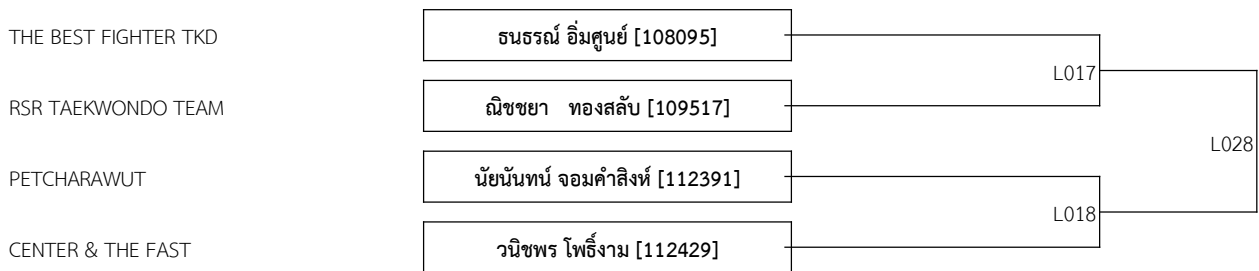 THE BEST FIGHTER TKD ธนธรณ์ อิ่มศูนย์ [108095]
L017
RSR TAEKWONDO TEAM ณิชชยา ทองสลับ [109517]
L028
PETCHARAWUT นัยนันทน์ จอมคำสิงห์ [112391]
L018
CENTER & THE FAST วนิชพร โพธิ์งาม [112429]